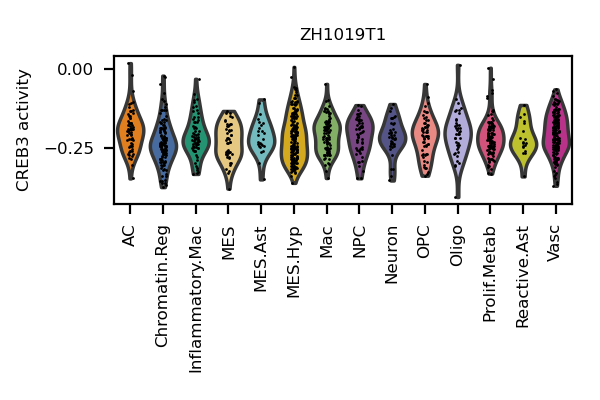 ZH1019T1
CREB3 activity
0.00
−0.25
AC
Chromatin.Reg
Inflammatory.Mac
MES
MES.Ast
MES.Hyp
Mac
NPC
Neuron
OPC
Oligo
Prolif.Metab
Reactive.Ast
Vasc